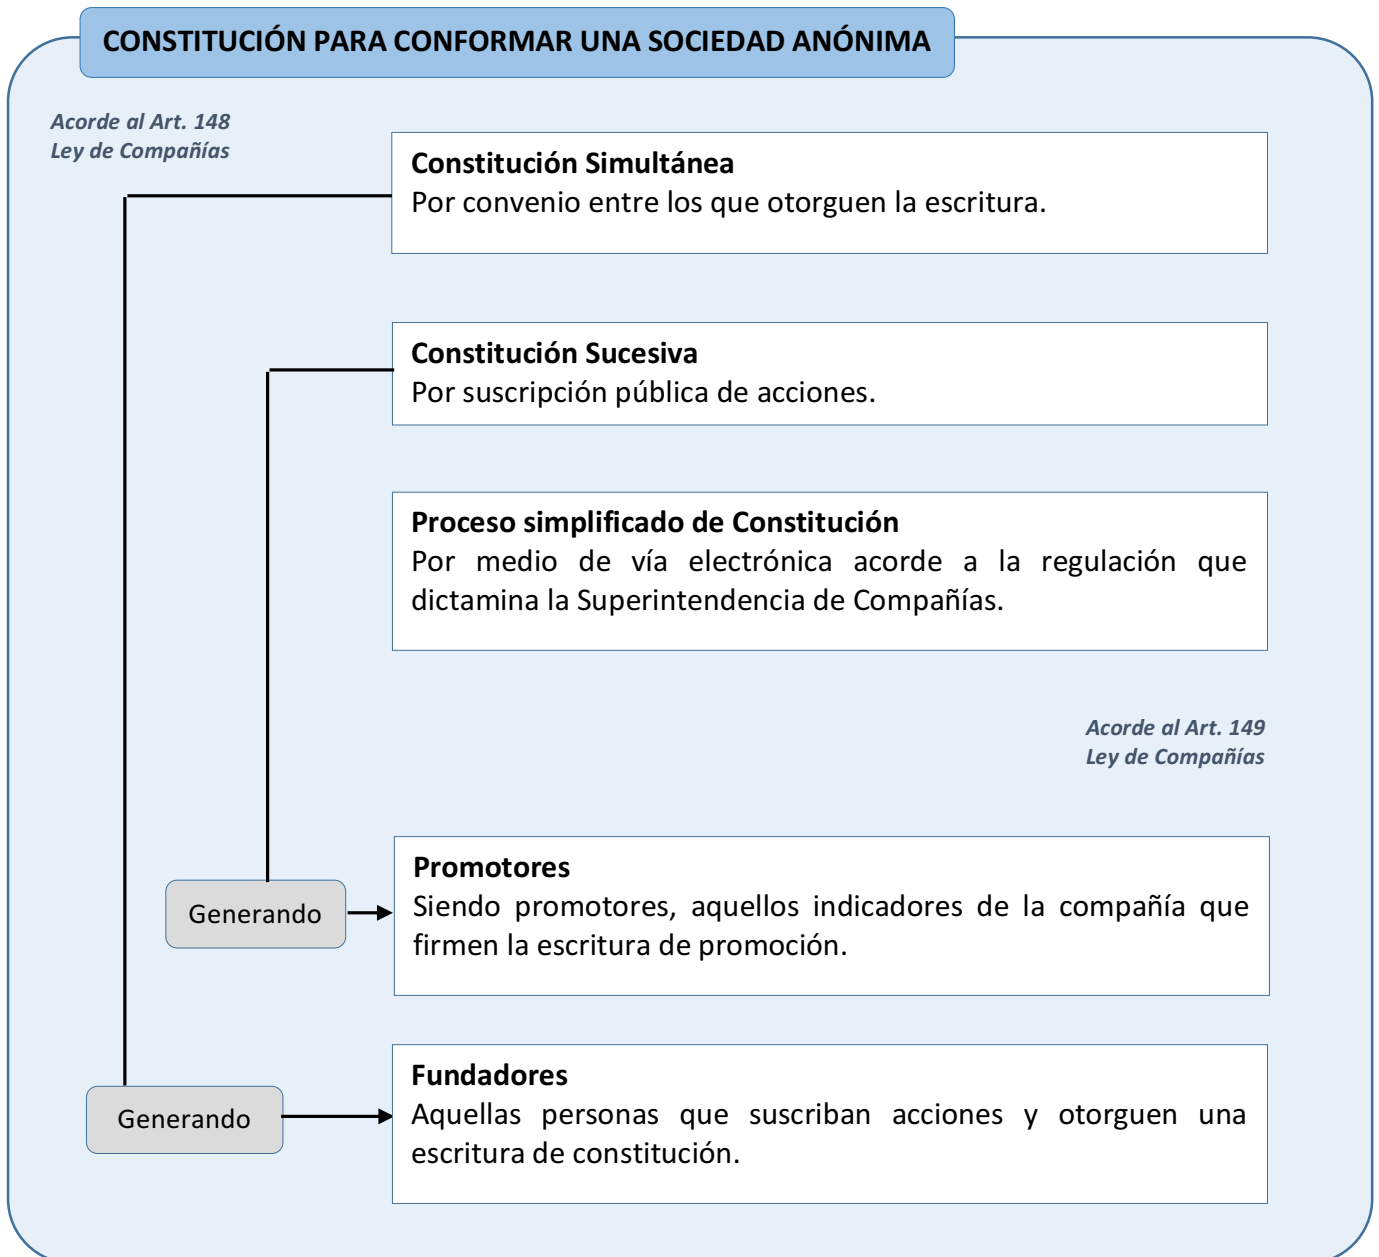 CONSTITUCIÓN PARA CONFORMAR UNA SOCIEDAD ANÓNIMA
Acorde al Art. 148
Ley de Compañías
Constitución Simultánea
Por convenio entre los que otorguen la escritura.
Constitución Sucesiva
Por suscripción pública de acciones.
Proceso simplificado de Constitución
Por medio de vía electrónica acorde a la regulación que
dictamina la Superintendencia de Compañías.
Acorde al Art. 149
Ley de Compañías
Generando
Promotores
Siendo promotores, aquellos indicadores de la compañía que
firmen la escritura de promoción.
Generando
Fundadores
Aquellas personas que suscriban acciones y otorguen una
escritura de constitución.